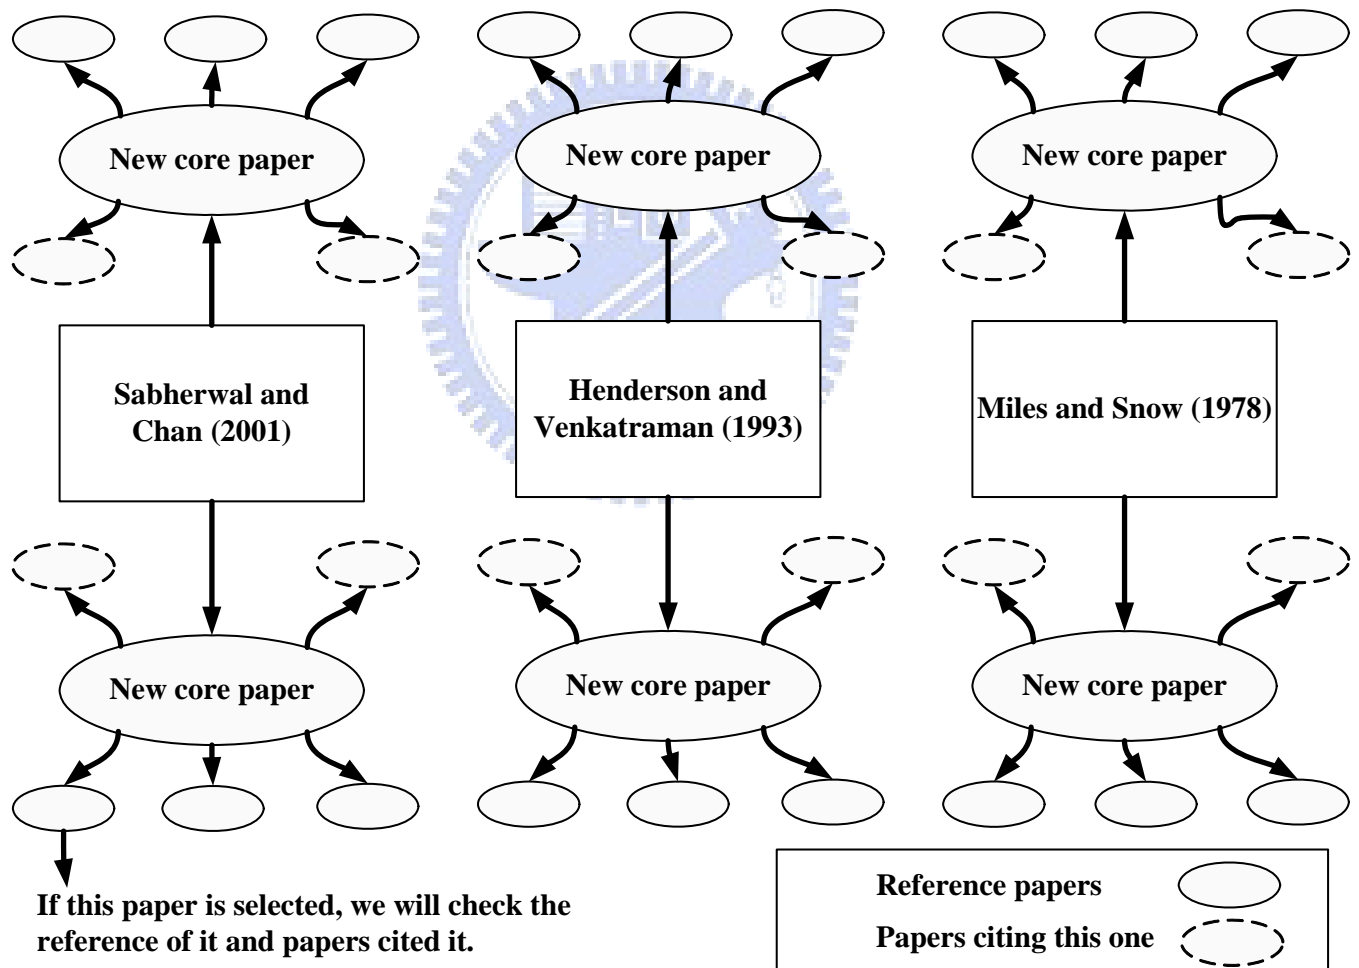 New core paper
New core paper
New core paper
Sabherwal and
Chan (2001)
Henderson and
Venkatraman (1993)
Miles and Snow (1978)
New core paper
New core paper
New core paper
If this paper is selected, we will check the
reference of it and papers cited it.
Reference papers
Papers citing this one